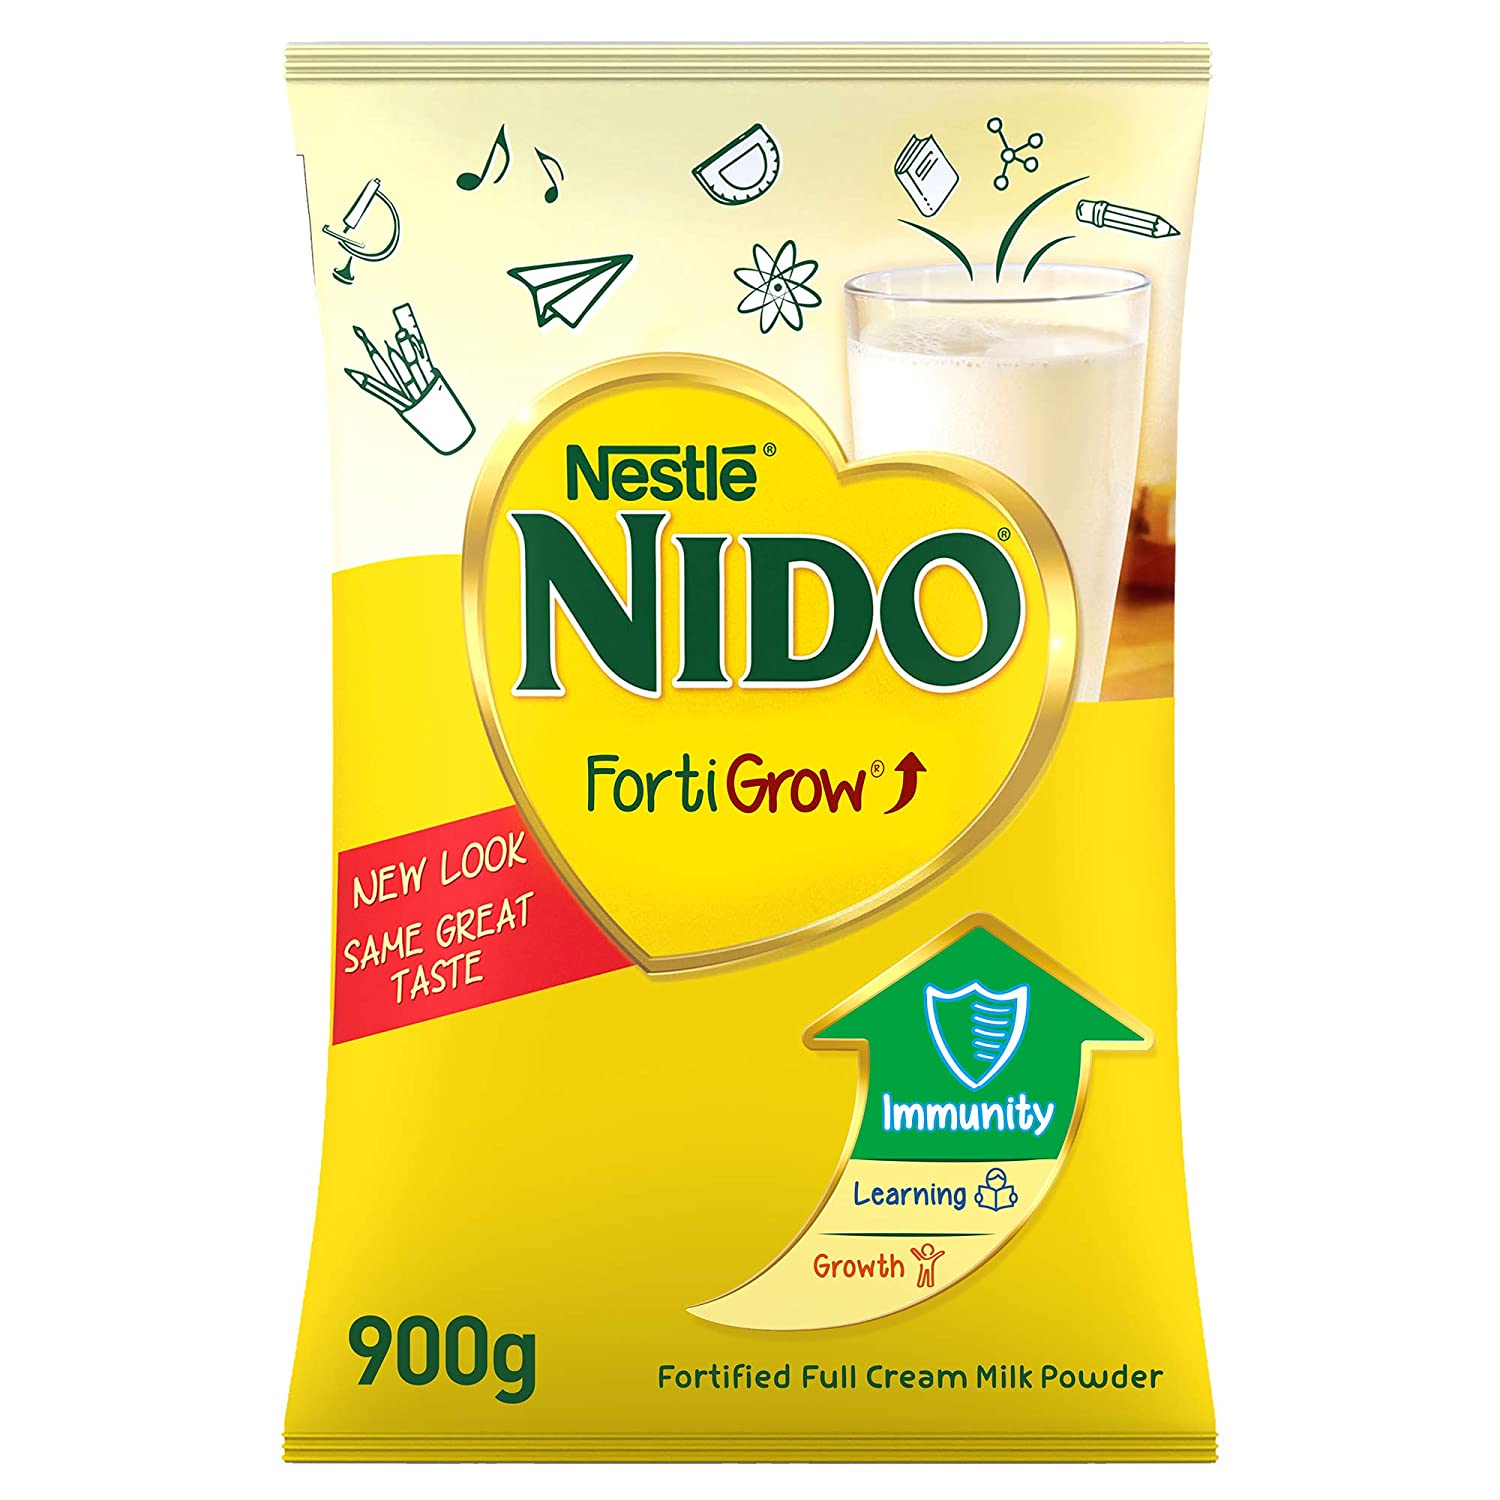 Nestlé®
NIDO®
FortiGrow®
NEW LOOK
SAME GREAT
TASTE
Immunity
Learning
Growth
900g
Fortified Full Cream Milk Powder